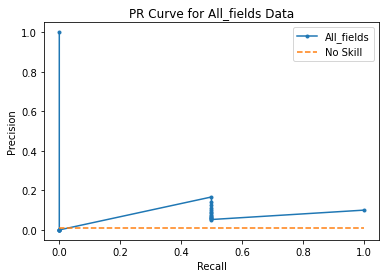 PR Curve for All_fields Data
All_fields
No Skill
Precision
1.0
0.8
0.6
0.4
0.2
0.0
0.0 0.2 0.4 0.6 0.8 1.0
Recall